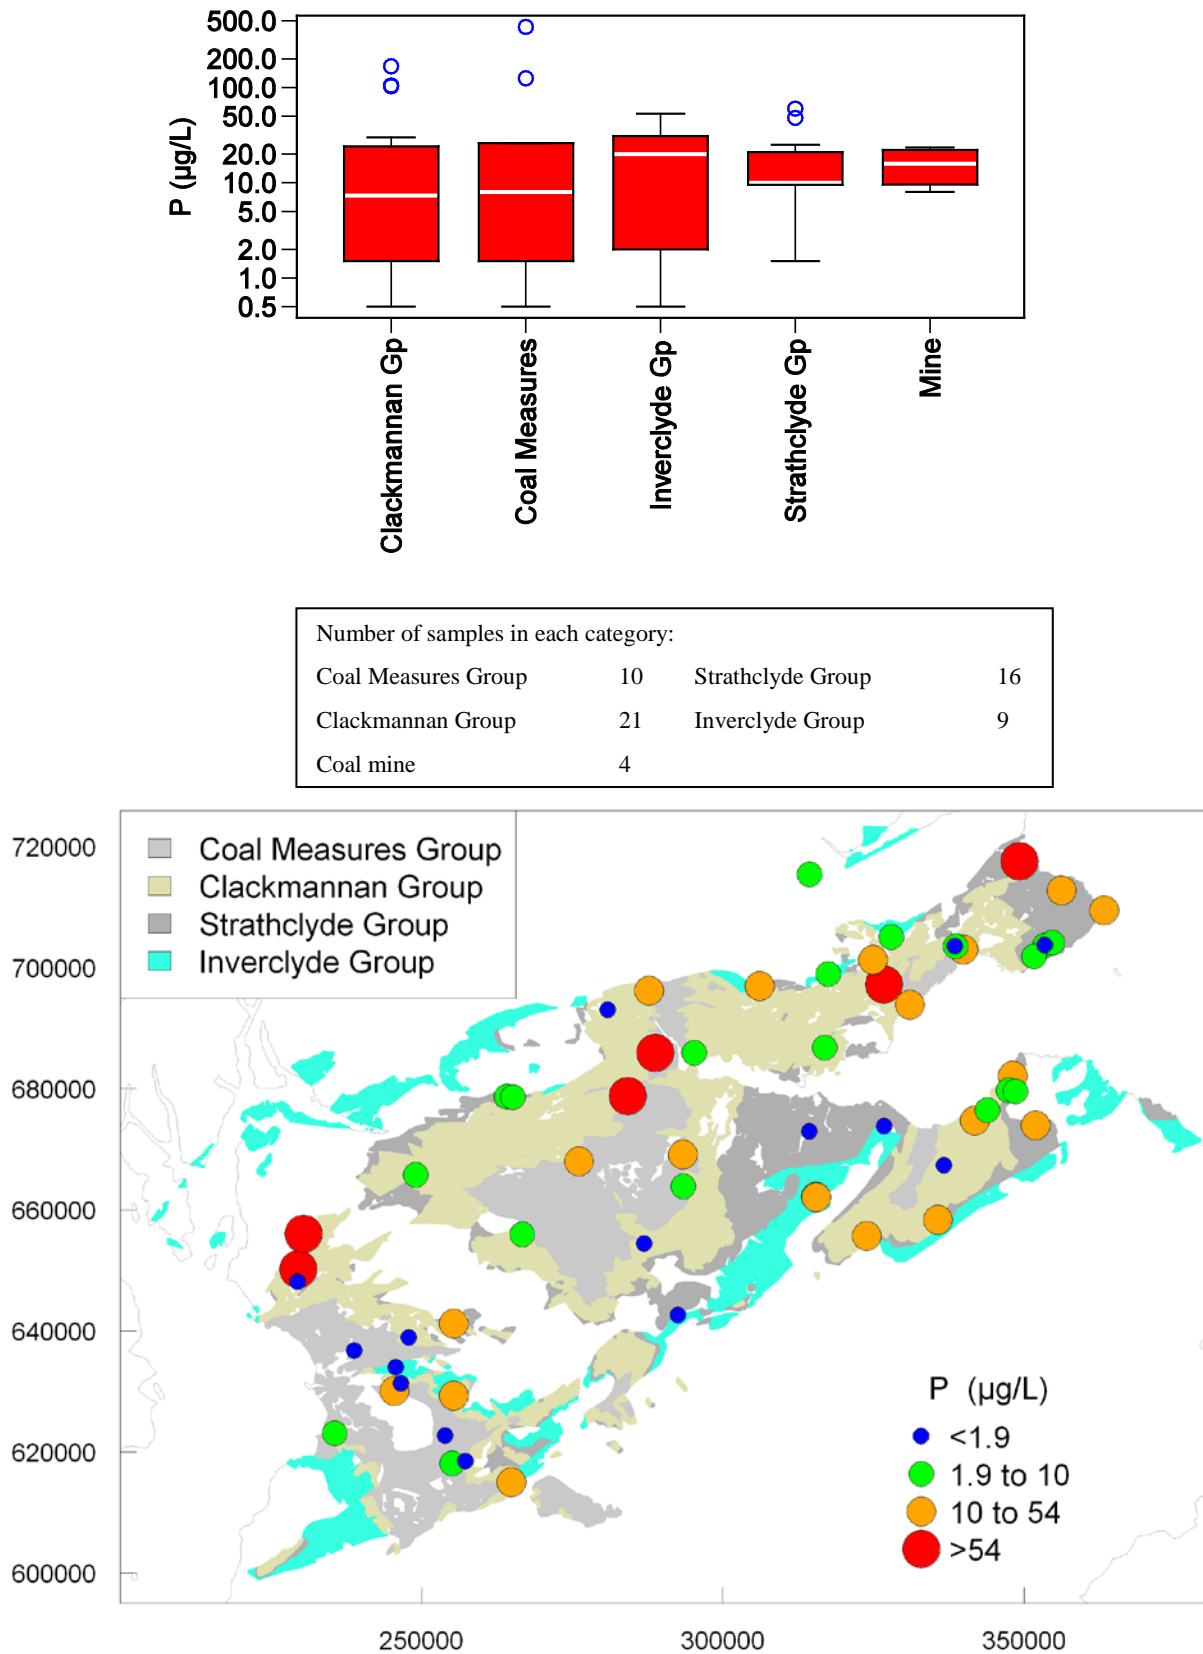 500.0
200.0
100.0
50.0
20.0
10.0
5.0
2.0
1.0
0.5
P (µg/L)
Clackmannan Gp
Coal Measures
Inverclyde Gp
Strathclyde Gp
Mine
Number of samples in each category:
Coal Measures Group 10 Strathclyde Group 16
Clackmannan Group 21 Inverclyde Group 9
Coal mine 4
Coal Measures Group
Clackmannan Group
Strathclyde Group
Inverclyde Group
720000
700000
680000
660000
640000
620000
600000
P (µg/L)
<1.9
1.9 to 10
10 to 54
>54
250000 300000 350000